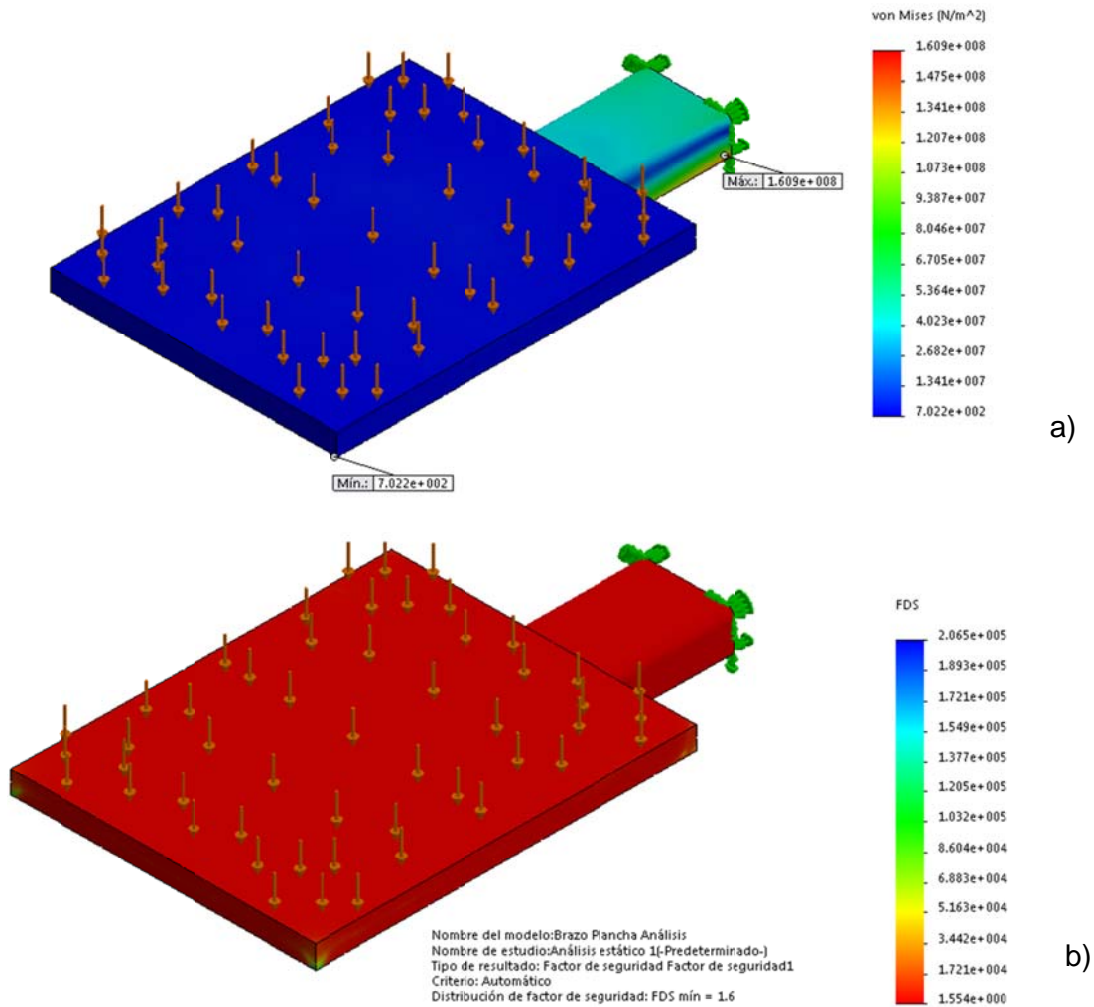 von Mises (N/m^2)
1.609e+008
1.475e+008
1.341e+008
1.207e+008
1.073e+008
9.387e+007
8.046e+007
6.705e+007
5.364e+007
4.023e+007
2.682e+007
1.341e+007
7.022e+002
Máx.: 1.609e+008
Mín.: 7.022e+002
a)
FDS
2.065e+005
1.893e+005
1.721e+005
1.549e+005
1.377e+005
1.205e+005
1.032e+005
8.604e+004
6.883e+004
5.163e+004
3.442e+004
1.721e+004
1.554e+000
Nombre del modelo:Brazo Plancha Análisis
Nombre de estudio:Análisis estático 1(-Predeterminado-)
Tipo de resultado: Factor de seguridad Factor de seguridad1
Criterio: Automático
Distribución de factor de seguridad: FDS mín = 1.6
b)